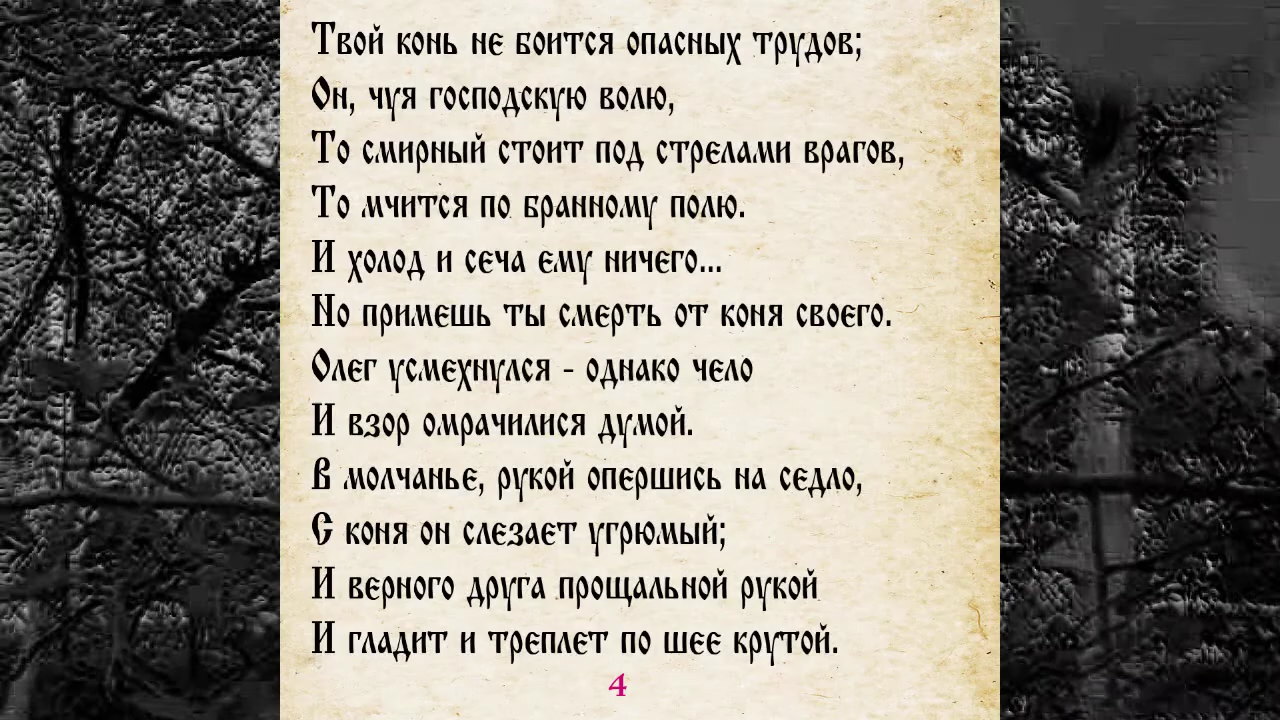 Твой конь не боится опасных трудов;
Он, чуя господскую волю,
То смирный стоит под стрелами врагов,
То мчится по бранному полю.
И холод и сеча ему ничего...
Но примешь ты смерть от коня своего.
Олег усмехнулся - однако чело
И взор омрачилися думой.
В молчанье, рукой опершись на седло,
С коня он слезает угрюмый;
И верного друга прощальной рукой
И гладит и треплет по шее крутой.
4